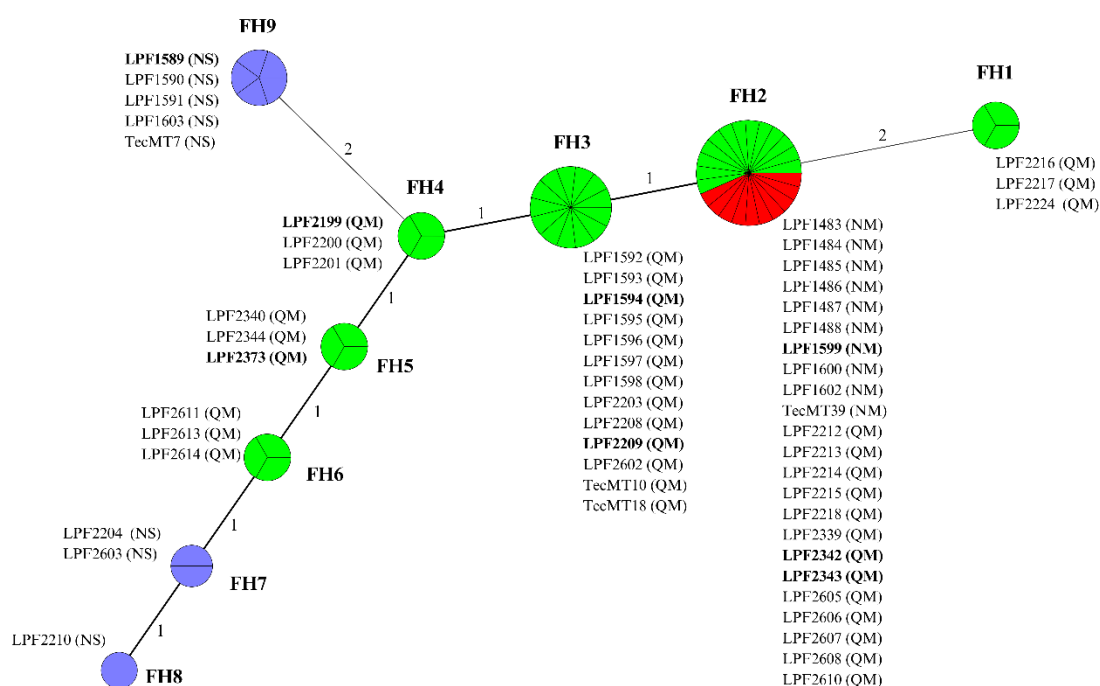 FH9
LPF1589 (NS)
LPF1590 (NS)
LPF1591 (NS)
LPF1603 (NS)
TecMT7 (NS)
2
FH4
LPF2199 (QM)
LPF2200 (QM)
LPF2201 (QM)
1
FH3
LPF1592 (QM)
LPF1593 (QM)
LPF1594 (QM)
LPF1595 (QM)
LPF1596 (QM)
LPF1597 (QM)
LPF1598 (QM)
LPF2203 (QM)
LPF2208 (QM)
LPF2209 (QM)
LPF2602 (QM)
TecMT10 (QM)
TecMT18 (QM)
1
FH2
LPF1483 (NM)
LPF1484 (NM)
LPF1485 (NM)
LPF1486 (NM)
LPF1487 (NM)
LPF1488 (NM)
LPF1599 (NM)
LPF1600 (NM)
LPF1602 (NM)
TecMT39 (NM)
LPF2212 (QM)
LPF2213 (QM)
LPF2214 (QM)
LPF2215 (QM)
LPF2218 (QM)
LPF2339 (QM)
LPF2342 (QM)
LPF2343 (QM)
LPF2605 (QM)
LPF2606 (QM)
LPF2607 (QM)
LPF2608 (QM)
LPF2610 (QM)
2
FH1
LPF2216 (QM)
LPF2217 (QM)
LPF2224 (QM)
1
LPF2340 (QM)
LPF2344 (QM)
LPF2373 (QM)
FH5
1
LPF2611 (QM)
LPF2613 (QM)
LPF2614 (QM)
FH6
1
LPF2204 (NS)
LPF2603 (NS)
FH7
1
LPF2210 (NS)
FH8